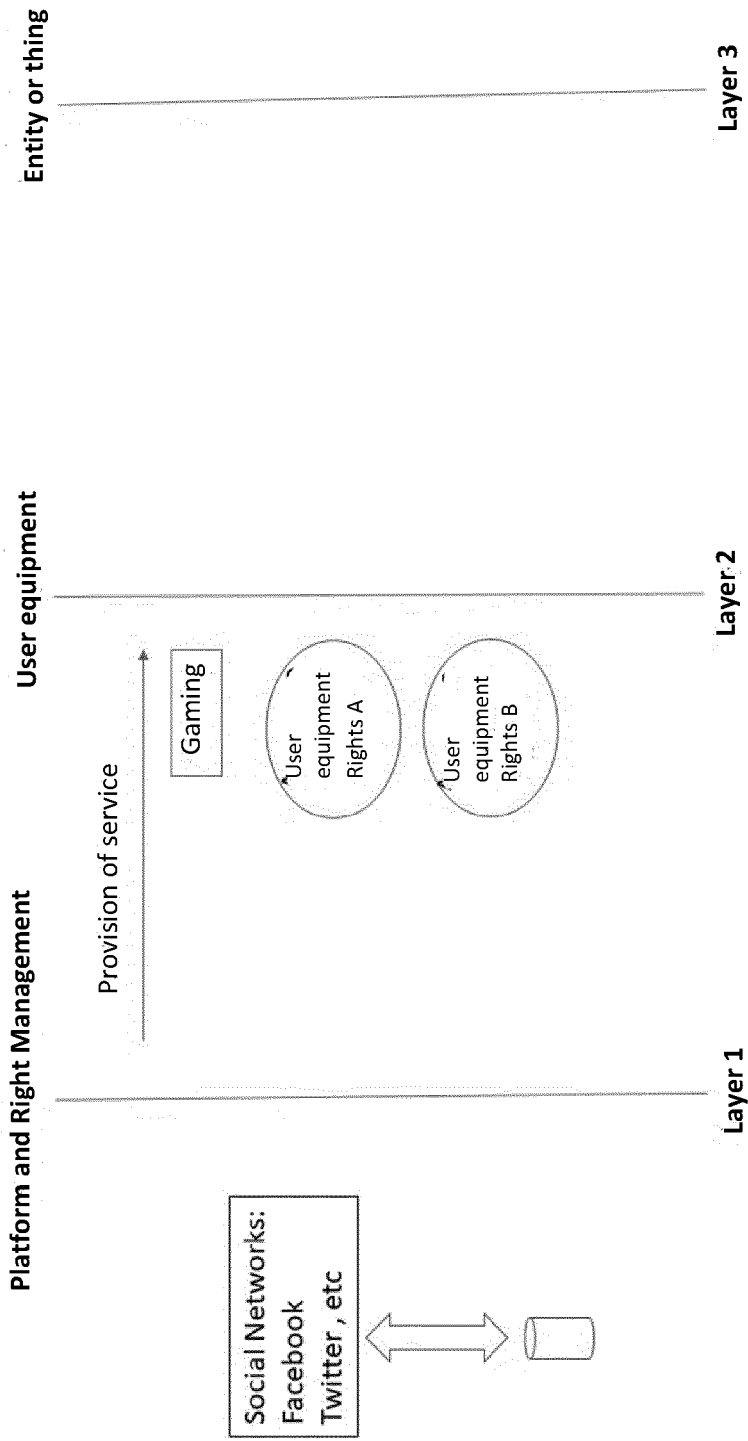 Platform and Right Management
User equipment
Entity or thing
Provision of service
Gaming
Social Networks:
Facebook
Twitter , etc
User
equipment
Rights A
User
equipment
Rights B
Layer 1
Layer 2
Layer 3